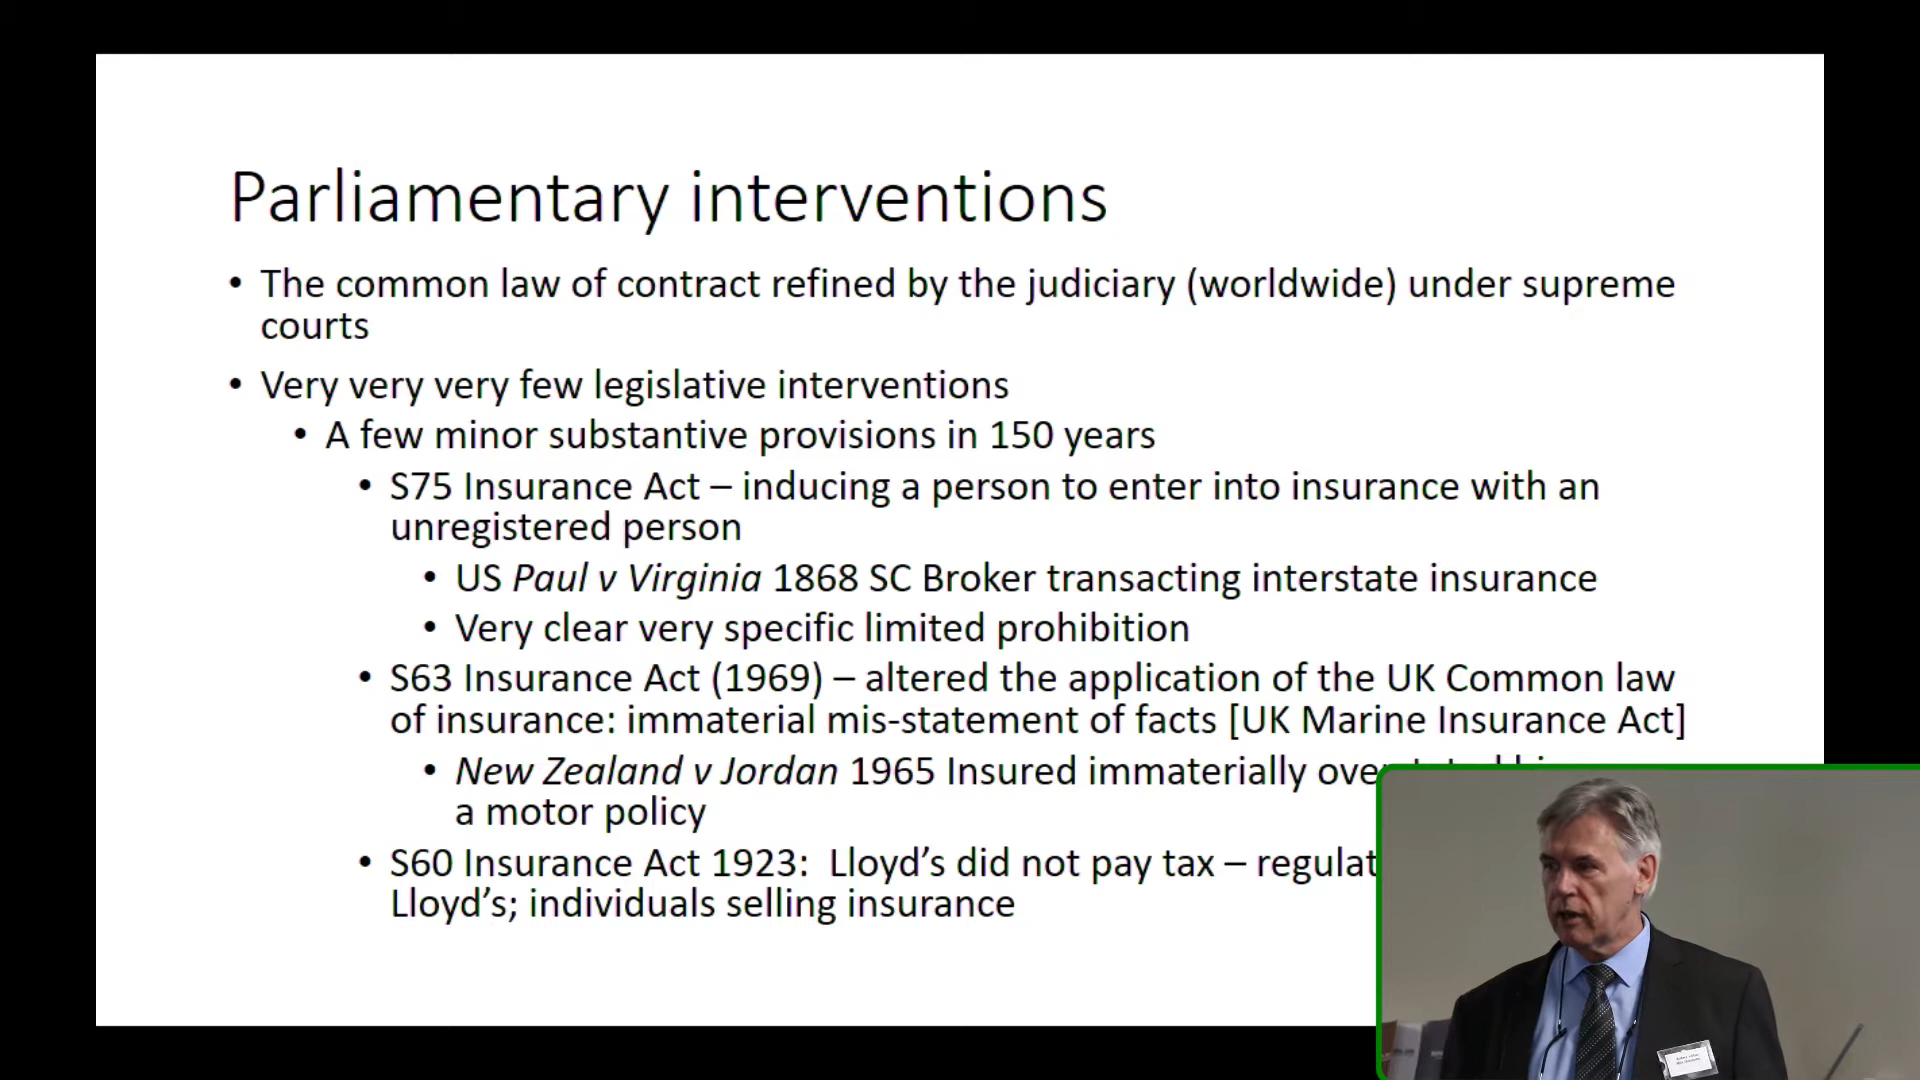 Parliamentary interventions
• The common law of contract refined by the judiciary (worldwide) under supreme
courts
• Very very very few legislative interventions
• A few minor substantive provisions in 150 years
• S75 Insurance Act – inducing a person to enter into insurance with an
unregistered person
• US Paul v Virginia 1868 SC Broker transacting interstate insurance
• Very clear very specific limited prohibition
• S63 Insurance Act (1969) – altered the application of the UK Common law
of insurance: immaterial mis-statement of facts [UK Marine Insurance Act]
• New Zealand v Jordan 1965 Insured immaterially
a motor policy
• S60 Insurance Act 1923: Lloyd’s did not pay tax –
Lloyd’s; individuals selling insurance